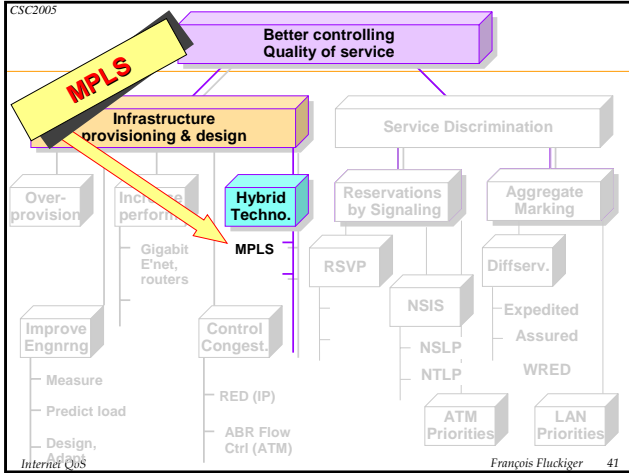 CSC2005
Better controlling
Quality of service
MPLS
Infrastructure
provisioning & design
Service Discrimination
Over-
provision
Increase
perform.
Hybrid
Techno.
Reservations
by Signaling
Aggregate
Marking
Gigabit
E'net,
routers
MPLS
RSVP
Diffserv.
NSIS
Expedited
Assured
WRED
Improve
Engnrng
Control
Congest.
NSLP
NTLP
Measure
Predict load
Design,
Adapt
RED (IP)
ABR Flow
Ctrl (ATM)
ATM
Priorities
LAN
Priorities
Internet QoS
François Fluckiger 41